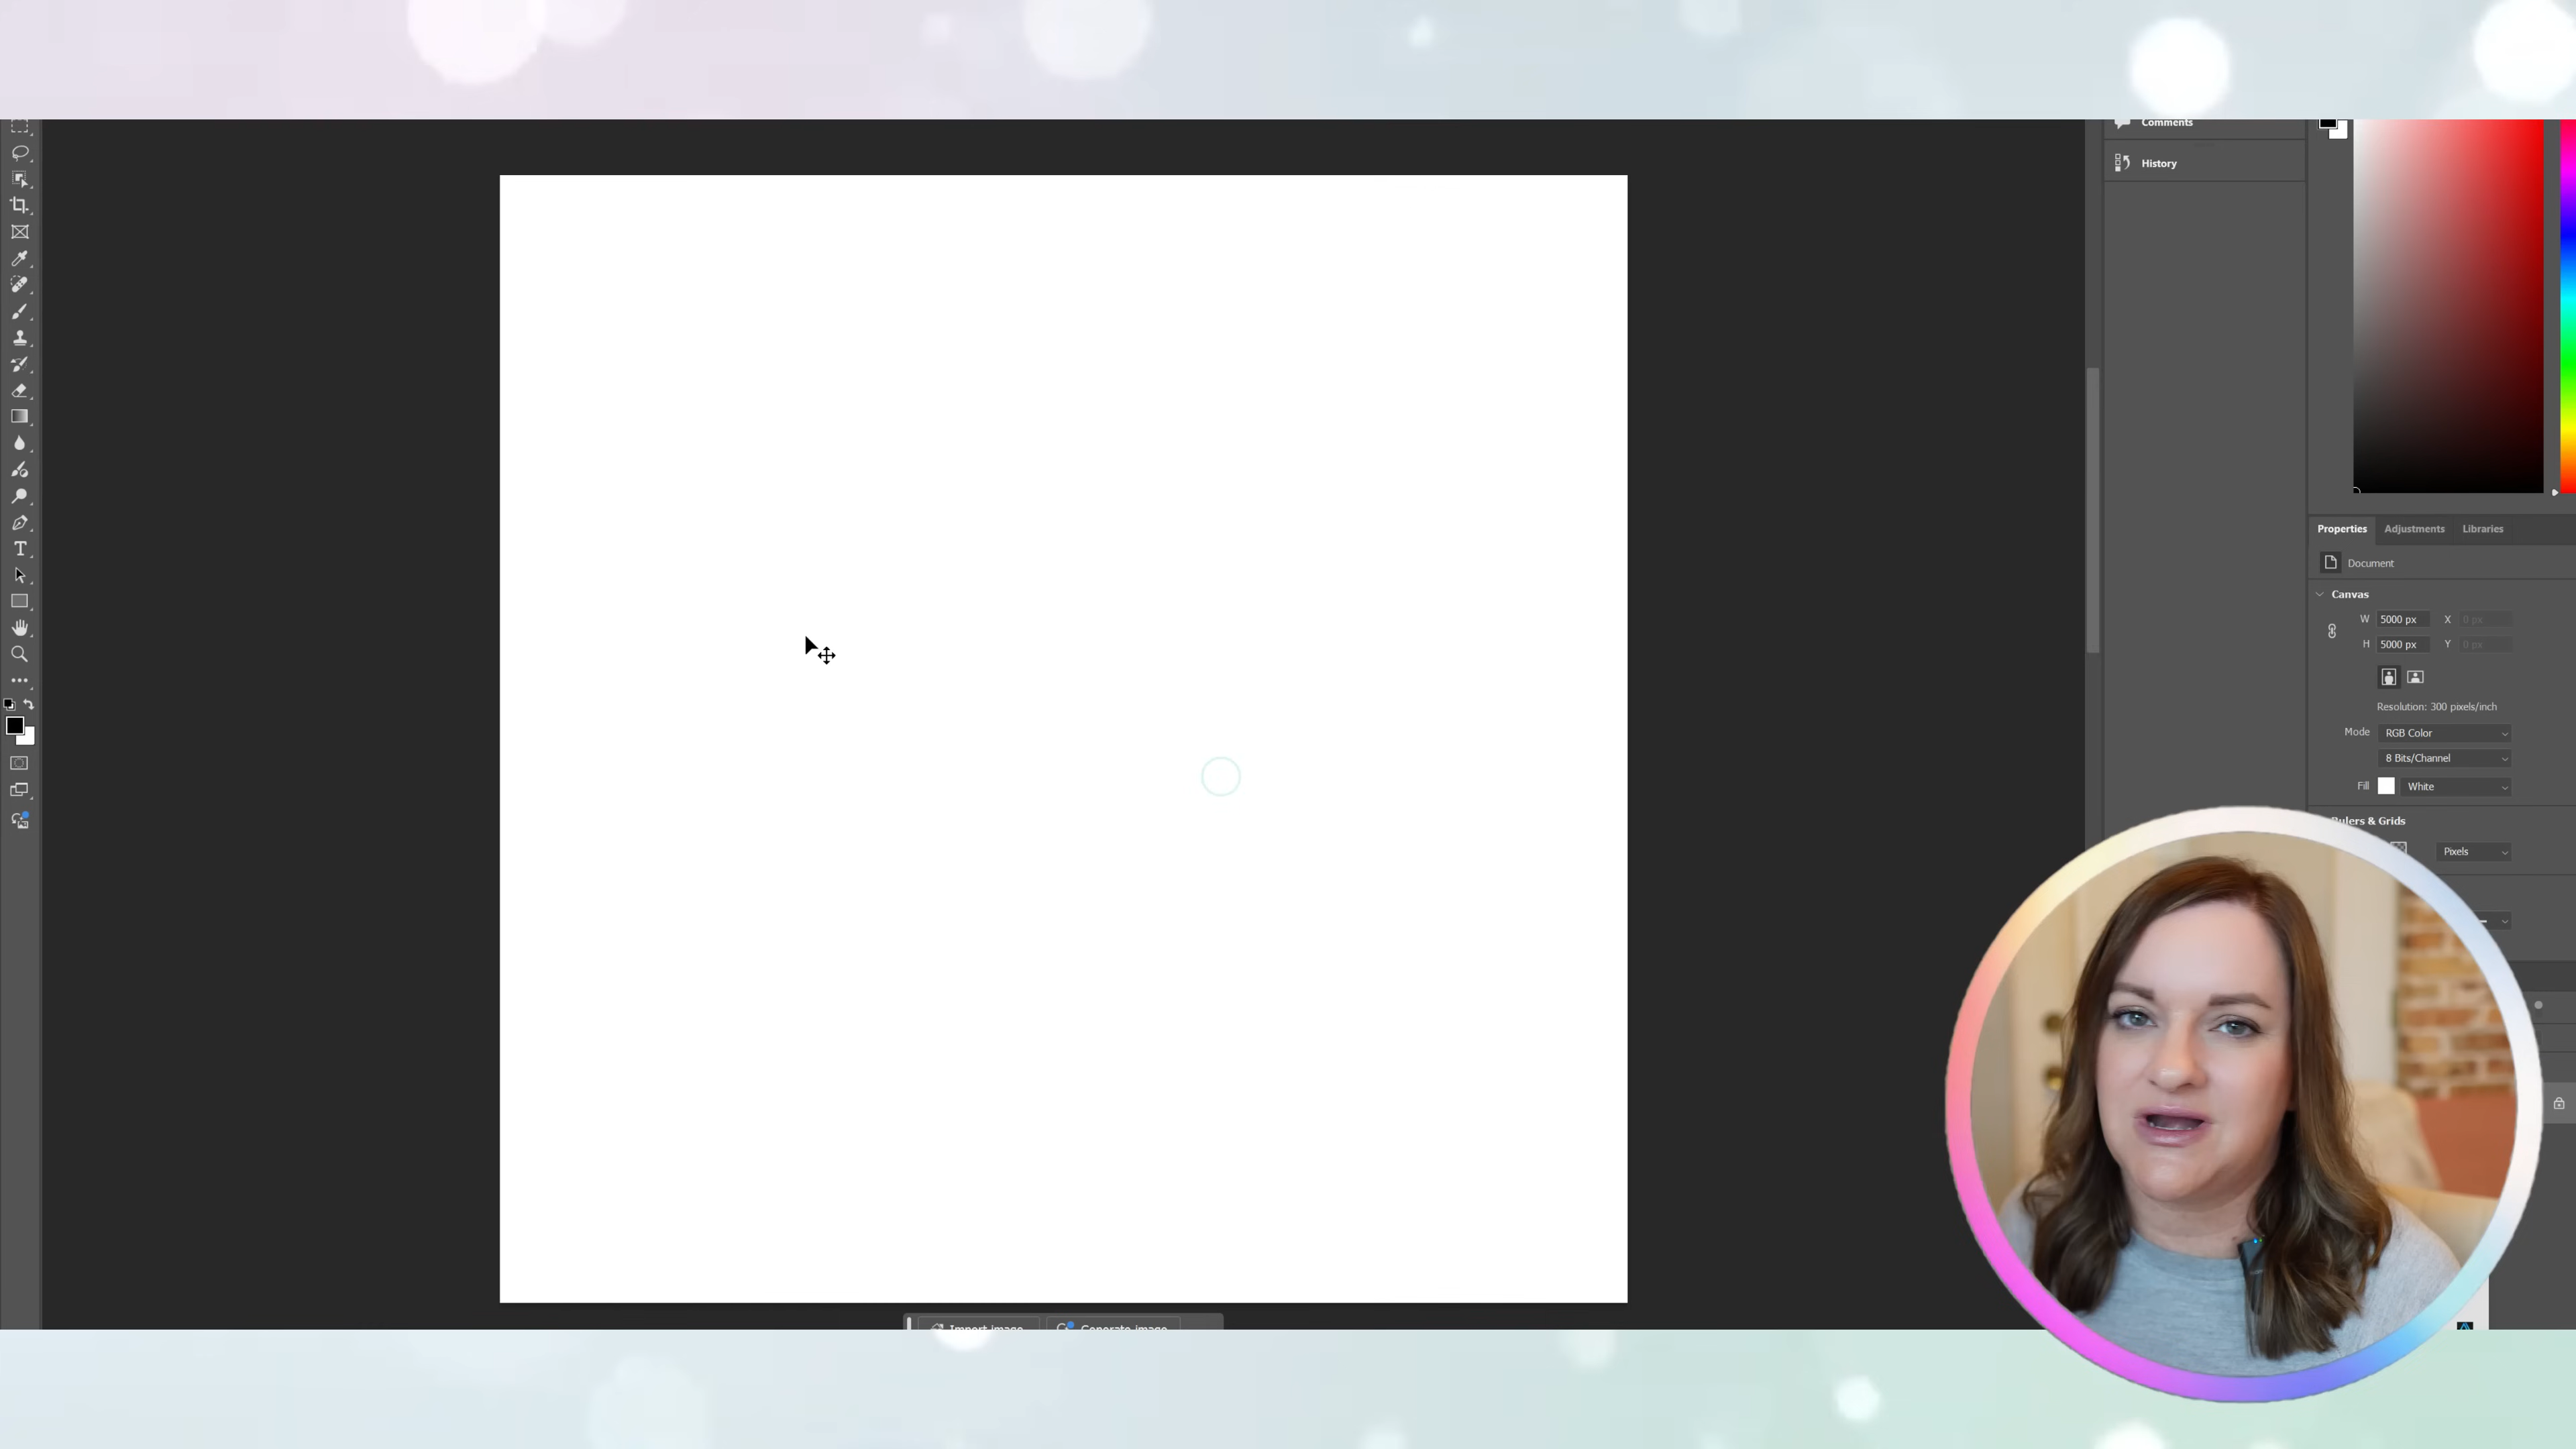 Comments
History
Properties Adjustments Libraries
Document
Canvas
W 5000 px X 0 px
H 5000 px Y 0 px
Resolution: 300 pixels/inch
Mode RGB Color
8 Bits/Channel
Fill White
Rulers & Grids
Pixels
Import image Generate image